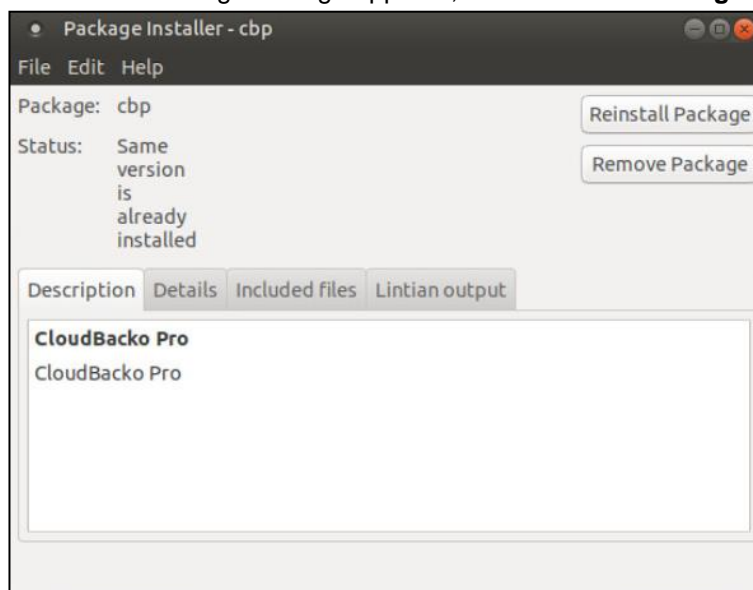 Package Installer - cbp
File Edit Help
Package: cbp
Reinstall Package
Status: Same
version
is
already
installed
Remove Package
Description Details Included files Lintian output
CloudBacko Pro
CloudBacko Pro